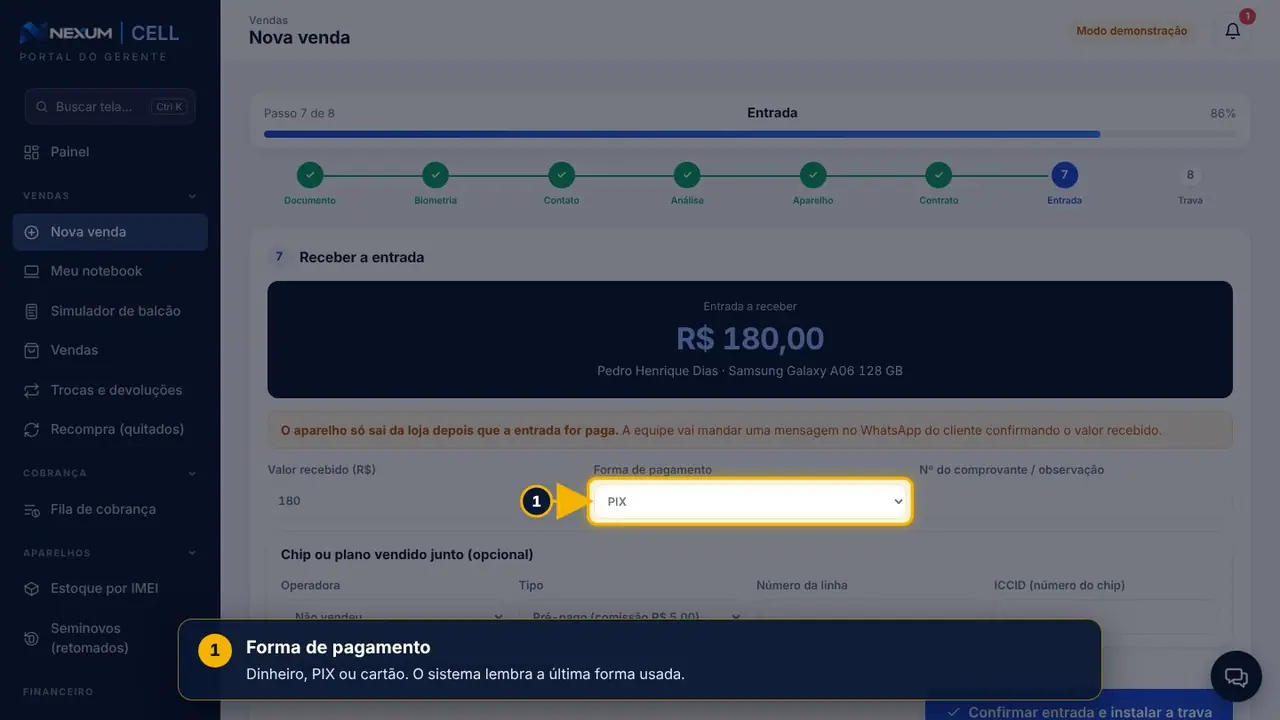 NEXUM | CELL
PORTAL DO GERENTE
Buscar tela... Ctrl K
Painel
VENDAS
Nova venda
Meu notebook
Simulador de balcão
Vendas
Trocas e devoluções
Recompra (quitados)
COBRANÇA
Fila de cobrança
APARELHOS
Estoque por IMEI
Seminovos
(retomados)
FINANCEIRO
Vendas
Nova venda
Modo demonstração
1
Passo 7 de 8
Entrada
86%
7
8
Documento
Biometria
Contato
Análise
Aparelho
Contrato
Entrada
Trava
7 Receber a entrada
Entrada a receber
R$ 180,00
Pedro Henrique Dias · Samsung Galaxy A06 128 GB
O aparelho só sai da loja depois que a entrada for paga. A equipe vai mandar uma mensagem no WhatsApp do cliente confirmando o valor recebido.
Valor recebido (R$)
Forma de pagamento
Nº do comprovante / observação
180
1
PIX
Chip ou plano vendido junto (opcional)
Operadora
Tipo
Número da linha
ICCID (número do chip)
Não vendeu
Pré-pago (comissão R$ 5,00)
1 Forma de pagamento
Dinheiro, PIX ou cartão. O sistema lembra a última forma usada.
Confirmar entrada e instalar a trava